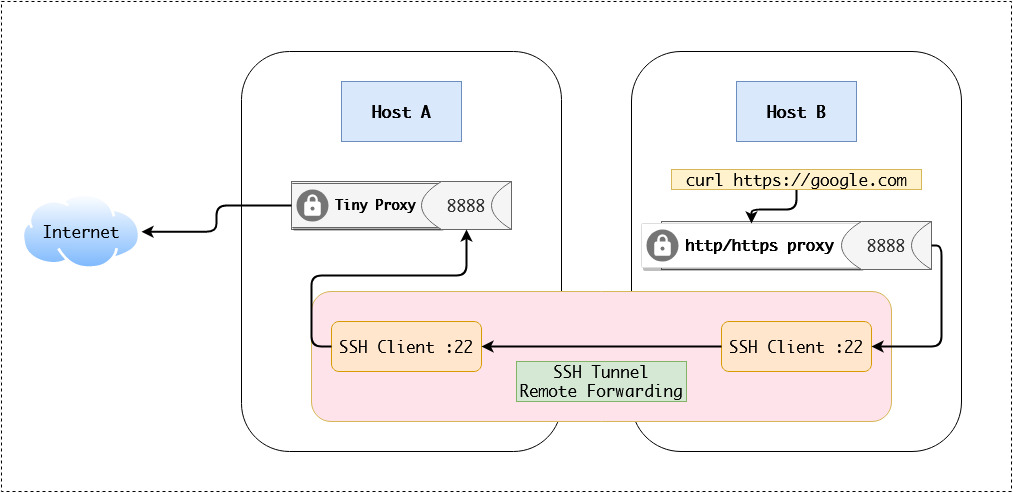 Host A
Host B
curl https://google.com
Tiny Proxy
8888
Internet
http/https proxy
8888
SSH Client :22
SSH Client :22
SSH Tunnel
Remote Forwarding